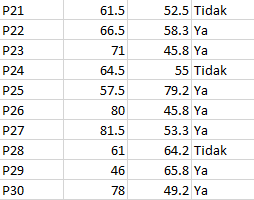 P21 61.5 52.5 Tidak
P22 66.5 58.3 Ya
P23 71 45.8 Ya
P24 64.5 55 Tidak
P25 57.5 79.2 Ya
P26 80 45.8 Ya
P27 81.5 53.3 Ya
P28 61 64.2 Tidak
P29 46 65.8 Ya
P30 78 49.2 Ya